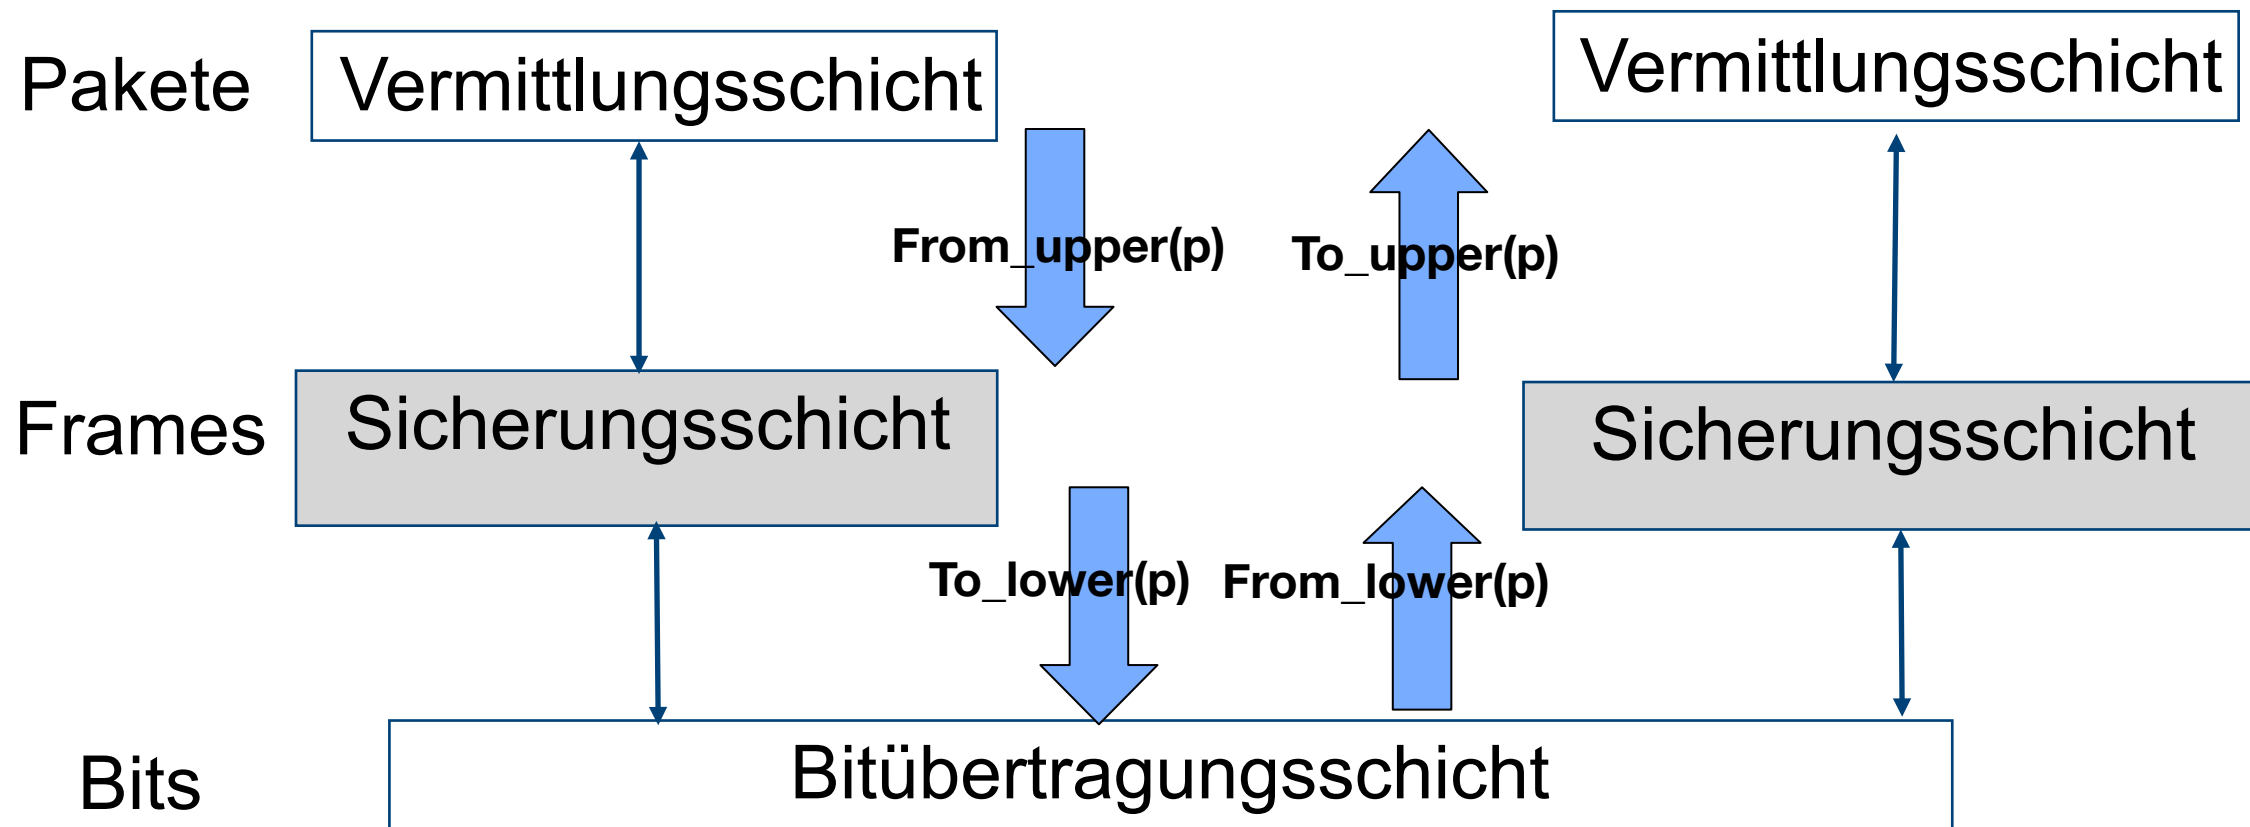 Pakete
Vermittlungsschicht
Vermittlungsschicht
From_upper(p)
To_upper(p)
Frames
Sicherungsschicht
Sicherungsschicht
To_lower(p)
From_lower(p)
Bits
Bitübertragungsschicht